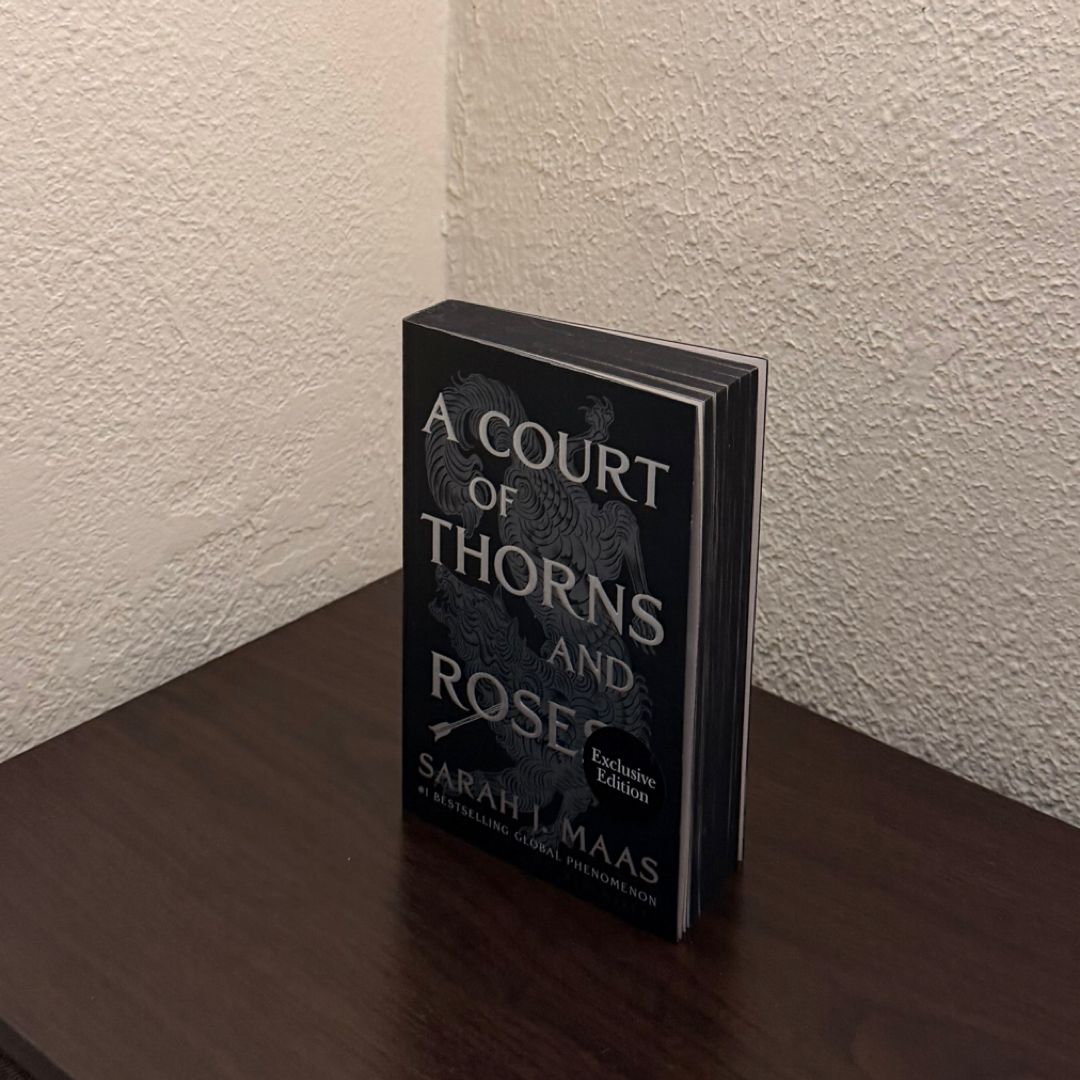 A COURT
OF
THORNS
AND
ROSES
Exclusive
Edition
SARAH J. MAAS
#1 BESTSELLING GLOBAL PHENOMENON